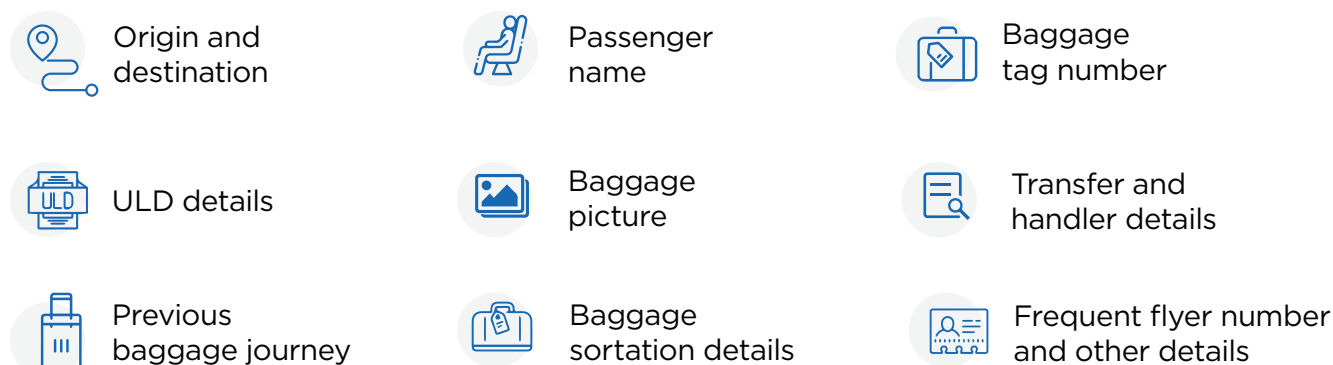 Origin and
destination
Passenger
name
Baggage
tag number
ULD
ULD details
Baggage
picture
Transfer and
handler details
Previous
baggage journey
Baggage
sortation details
Frequent flyer number
and other details